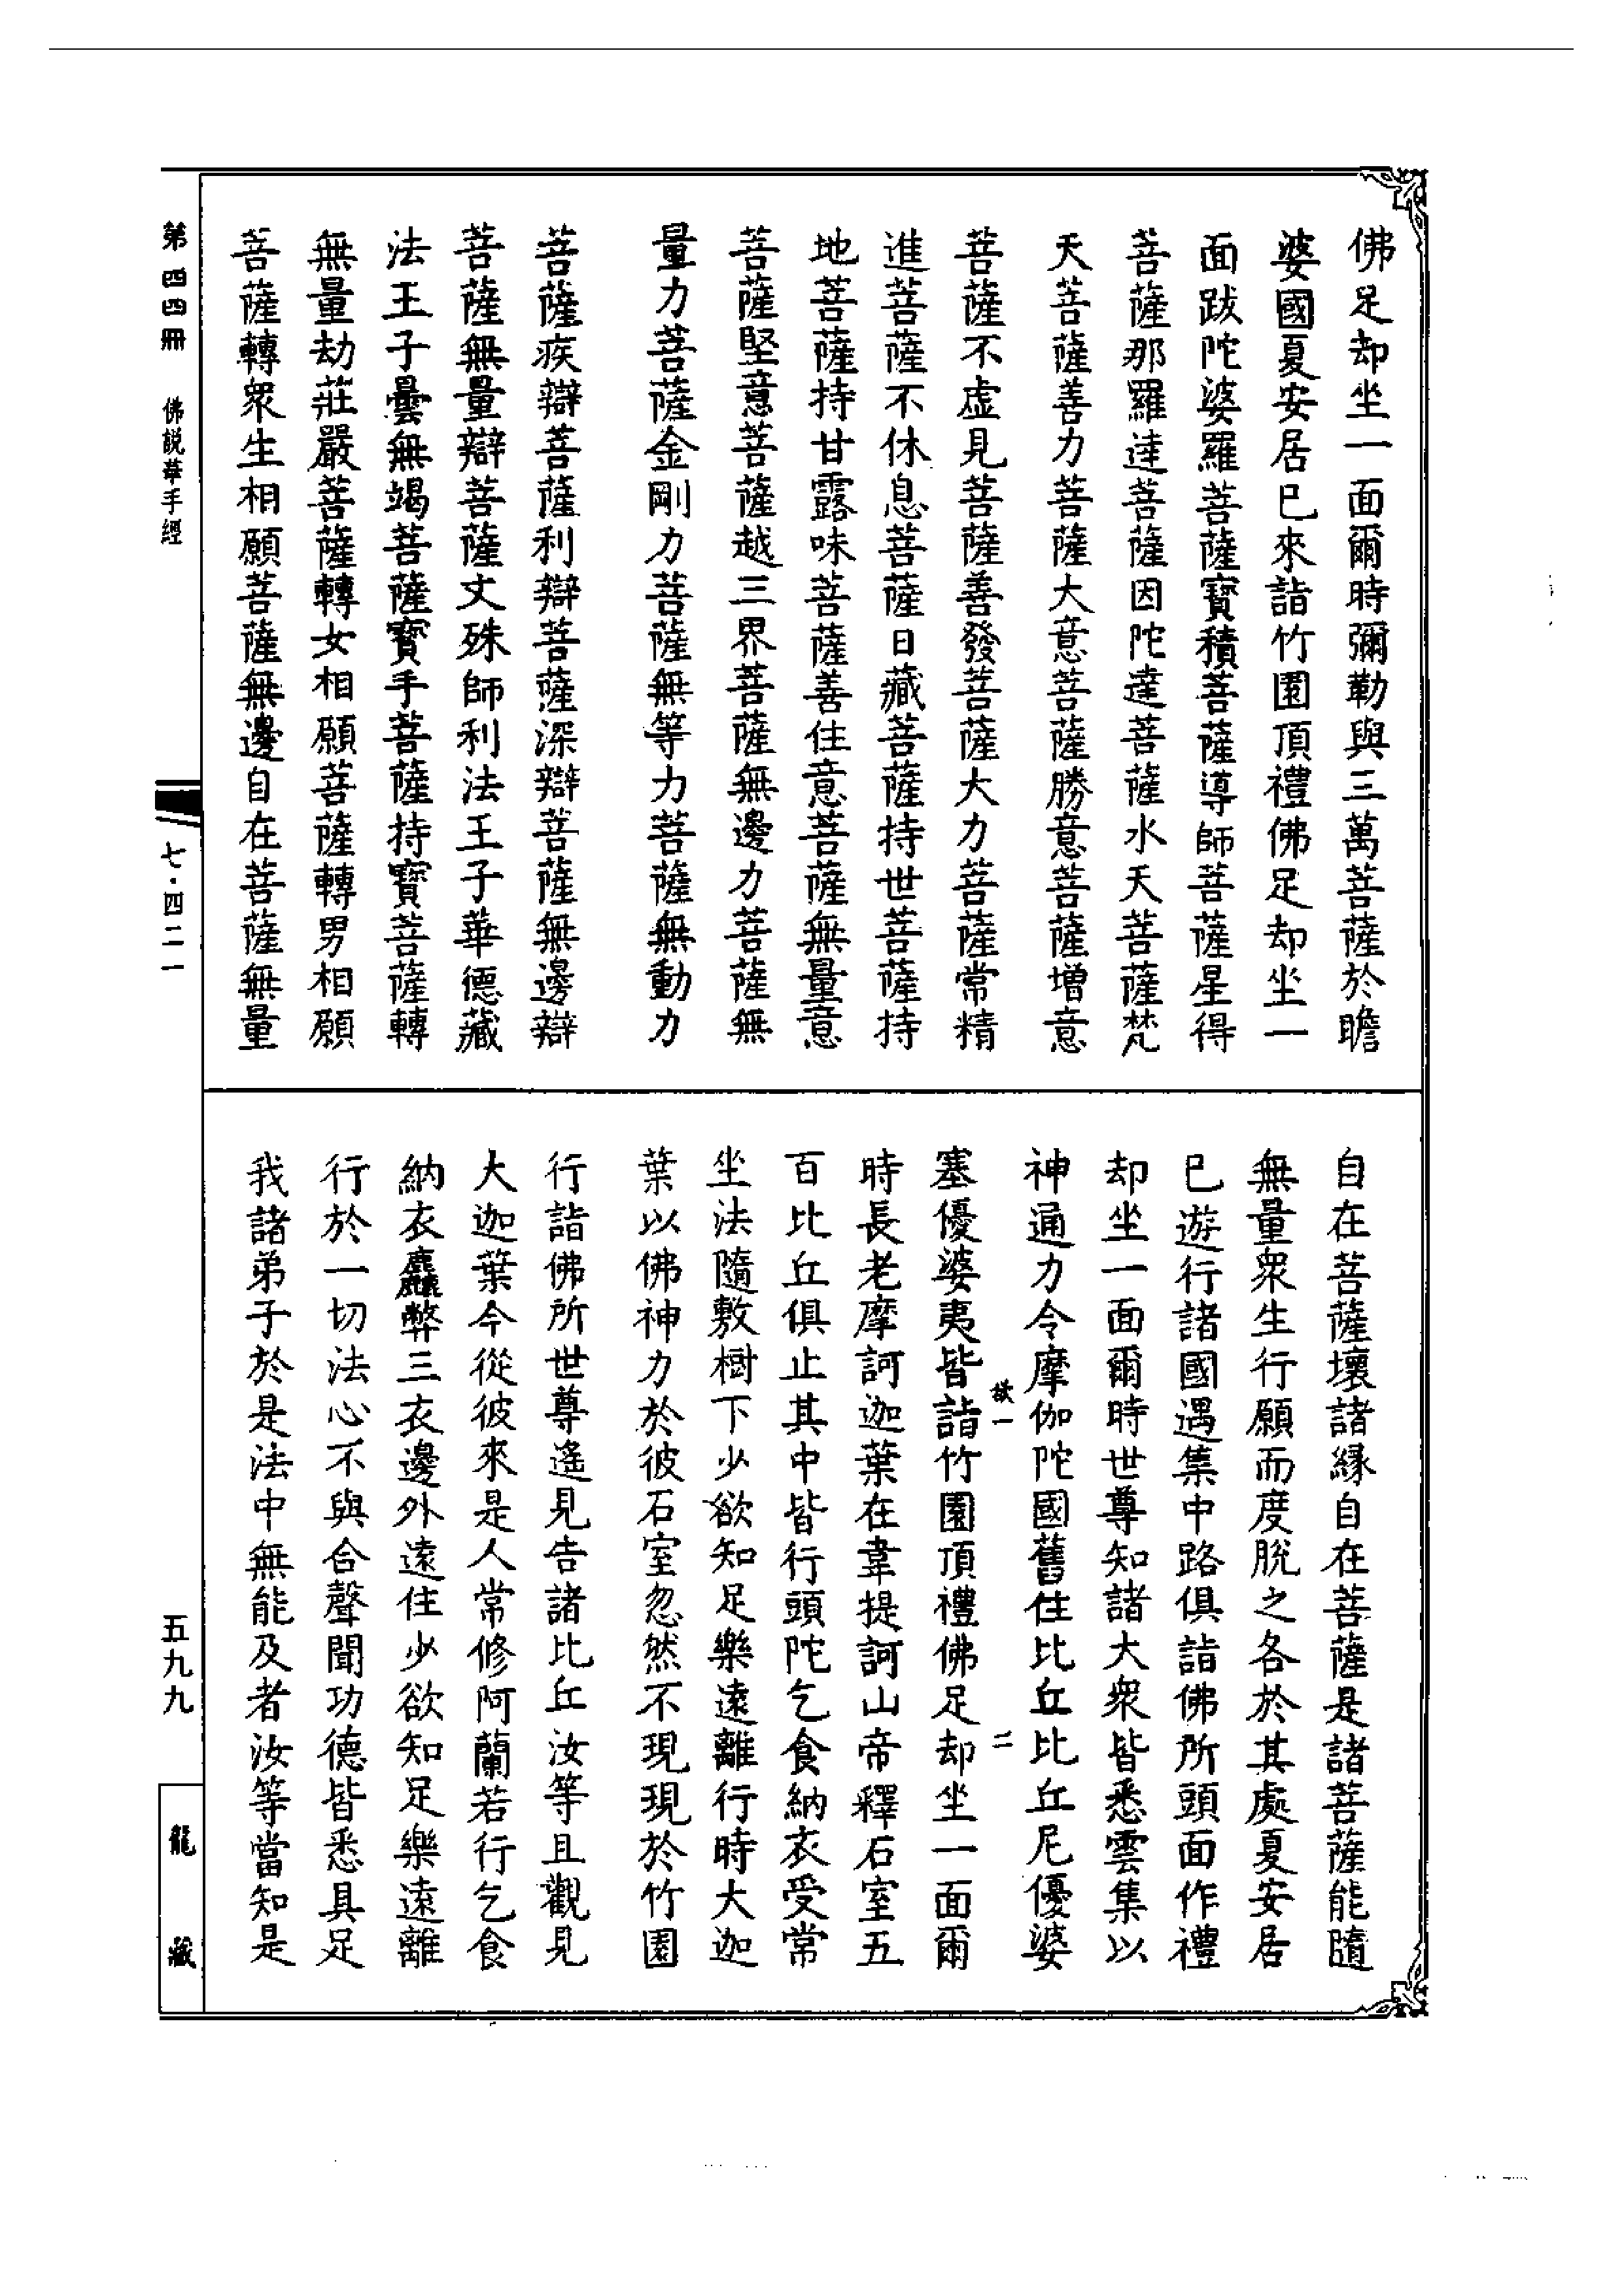 佛足却坐一面爾時彌勒與三萬菩薩於瞻
婆國夏安居已來詣竹園頂禮佛足却坐一
面跋陀婆羅菩薩寶積菩薩導師菩薩星得
菩薩那羅達菩薩因陀達菩薩水天菩薩梵
天菩薩善力菩薩大意菩薩勝意菩薩增意
菩薩不虛見菩薩善發菩薩大力菩薩常精
進菩薩不休息菩薩日藏菩薩持世菩薩持
地菩薩持甘露味菩薩善住意菩薩無量意
菩薩堅意菩薩越三界菩薩無邊力菩薩無
量力菩薩金剛力菩薩無等力菩薩無動力
菩薩疾辯菩薩利辯菩薩深辯菩薩無邊辯
菩薩無量辯菩薩文殊師利法王子華德藏
法王子曇無竭菩薩寶手菩薩持寶菩薩轉
無量劫莊嚴菩薩轉女相願菩薩轉男相願
菩薩轉衆生相願菩薩無邊自在菩薩無量
自在菩薩壞諸緣自在菩薩是諸菩薩能隨
無量衆生行願而度脫之各於其處夏安居
已遊行諸國遇集中路俱詣佛所頭面作禮
却坐一面爾時世尊知諸大衆皆悉雲集以
神通力令摩伽陀國舊住比丘比丘尼優婆
塞優婆夷皆詣竹園頂禮佛足却坐一面爾
時長老摩訶迦葉在韋提訶山帝釋石室五
百比丘俱止其中皆行頭陀乞食納衣受常
坐法隨敷樹下少欲知足樂遠離行時大迦
葉以佛神力於彼石室忽然不現現於竹園
行詣佛所世尊遙見告諸比丘汝等且觀見
大迦葉今從彼來是人常修阿蘭若行乞食
納衣麤弊三衣邊外遠住少欲知足樂遠離
行於一切法心不與合聲聞功德皆悉具足
我諸弟子於是法中無能及者汝等當知是
第四四冊 佛說華手經
七·四二一
五九九
龍藏
一
二